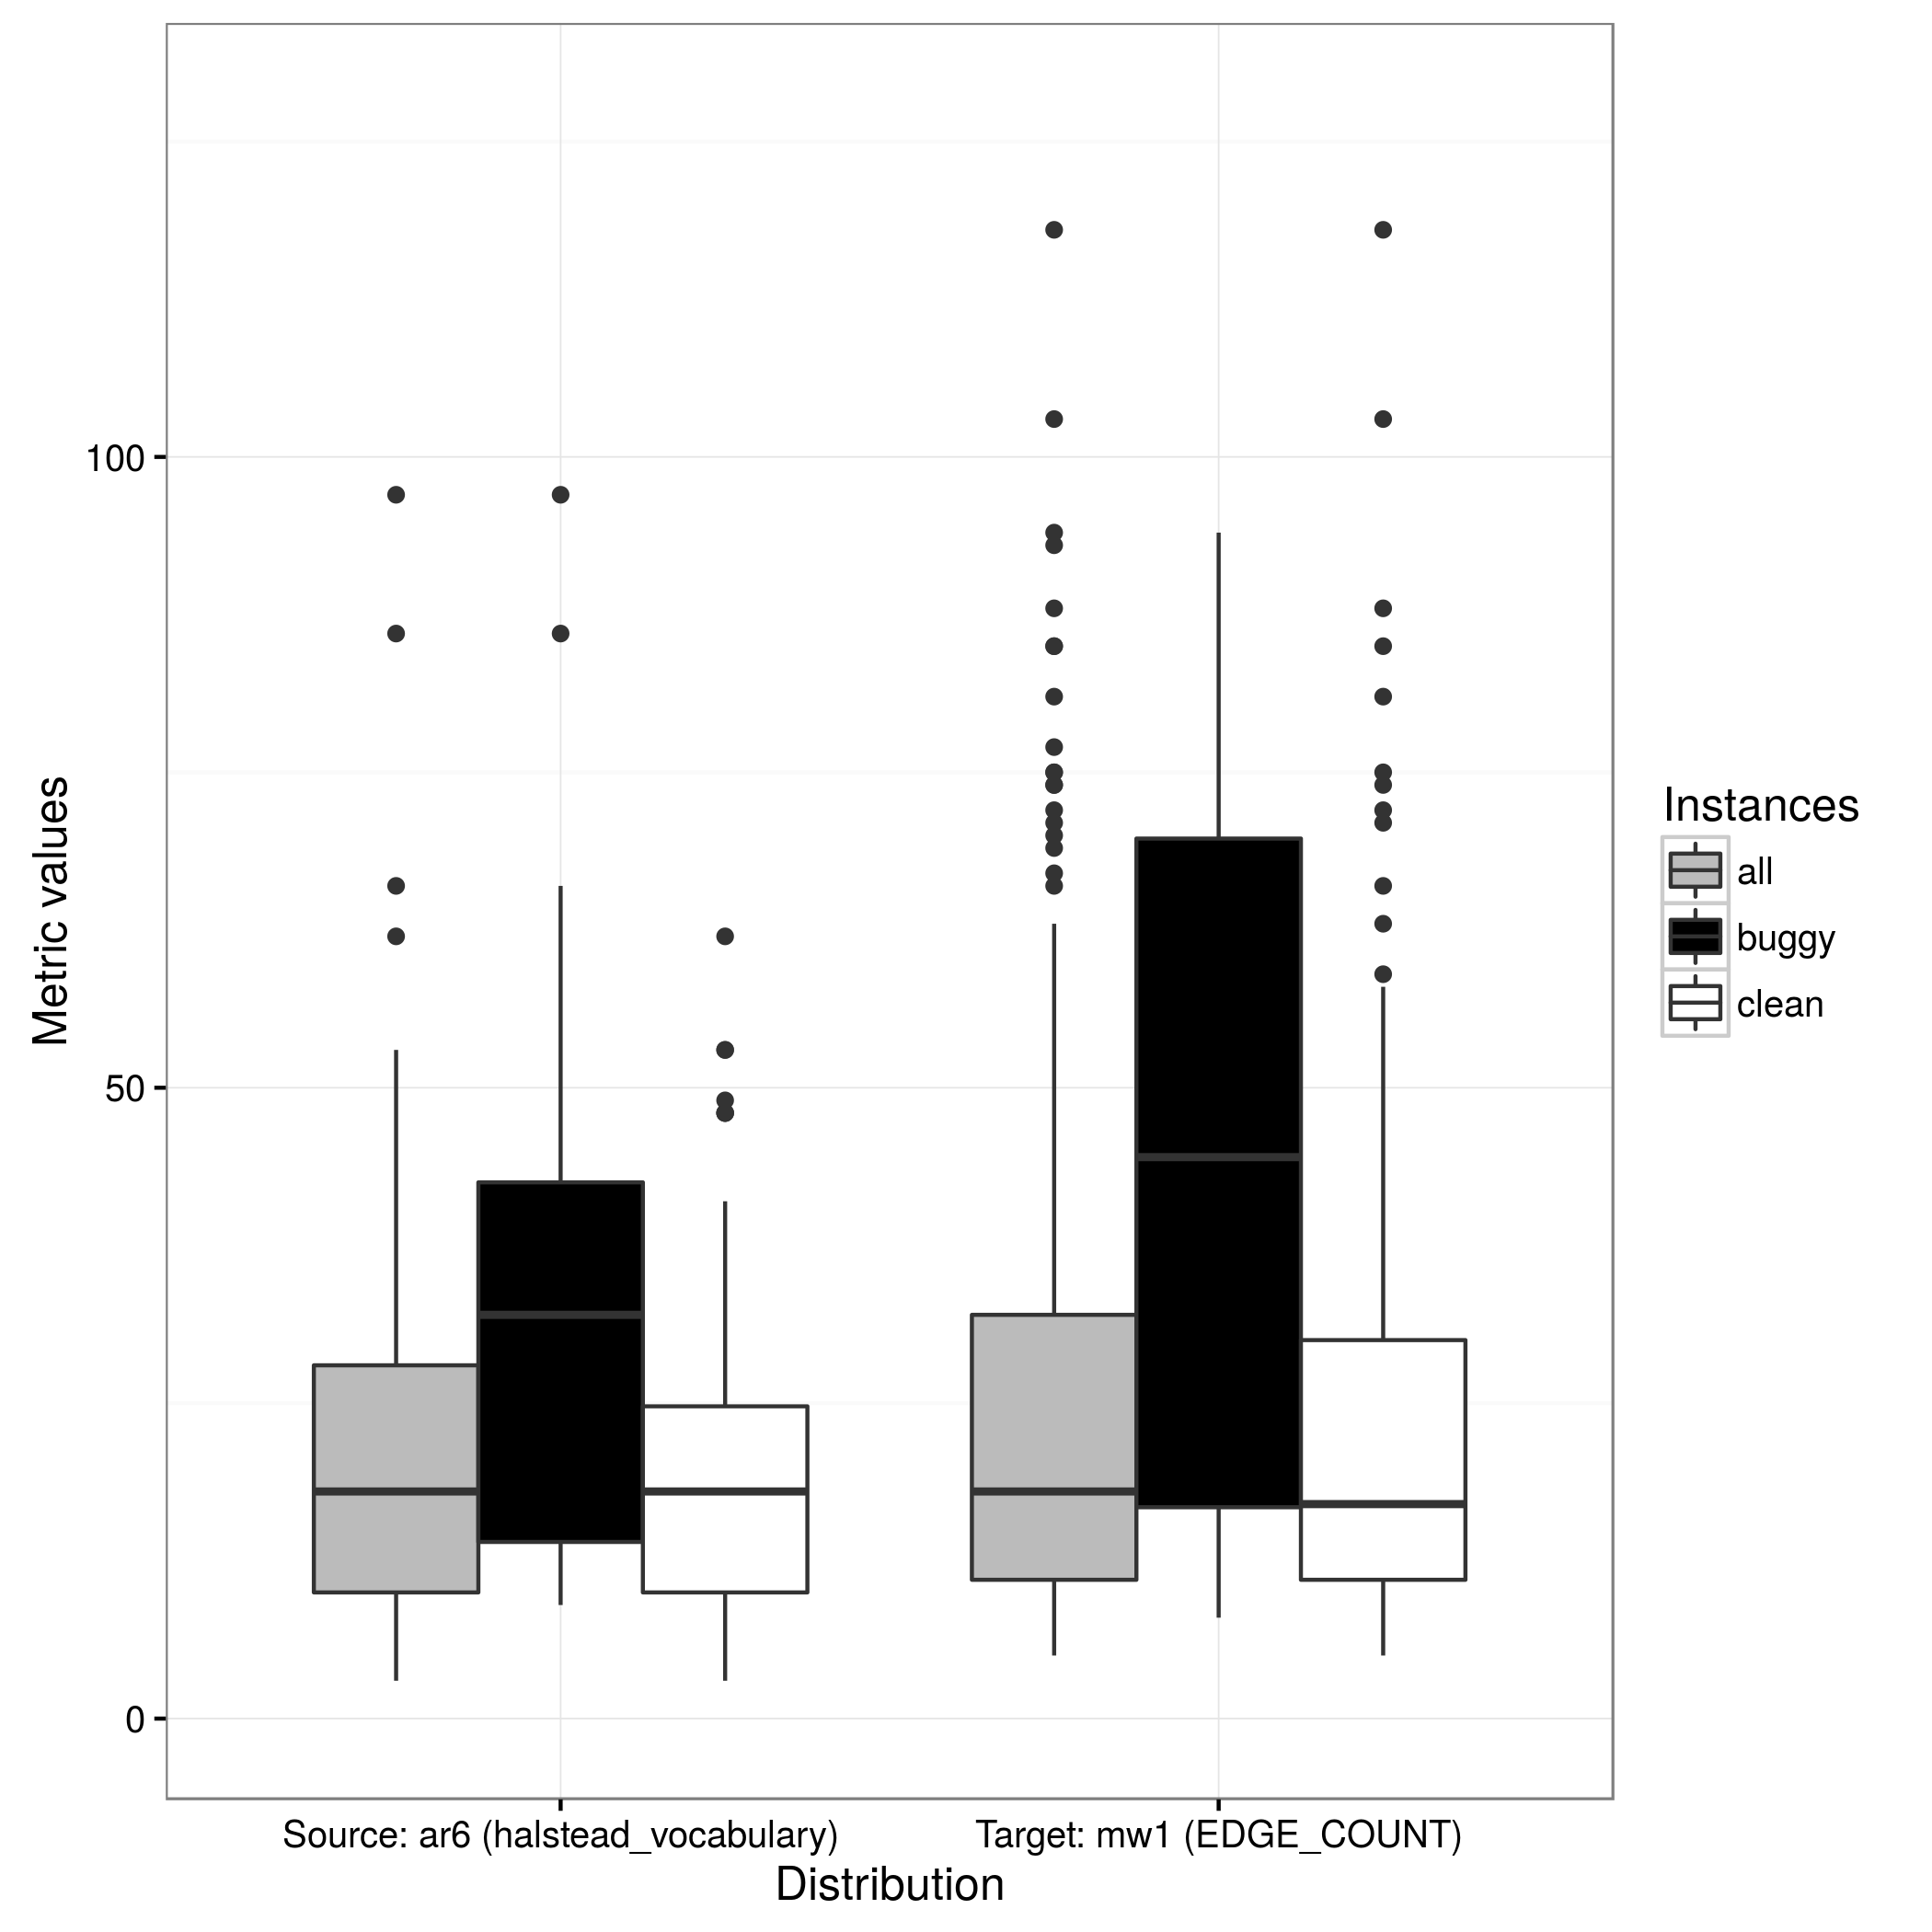 Metric values
100
50
0
Source: ar6 (halstead_vocabulary)
Target: mw1 (EDGE_COUNT)
Distribution
Instances
all
buggy
clean